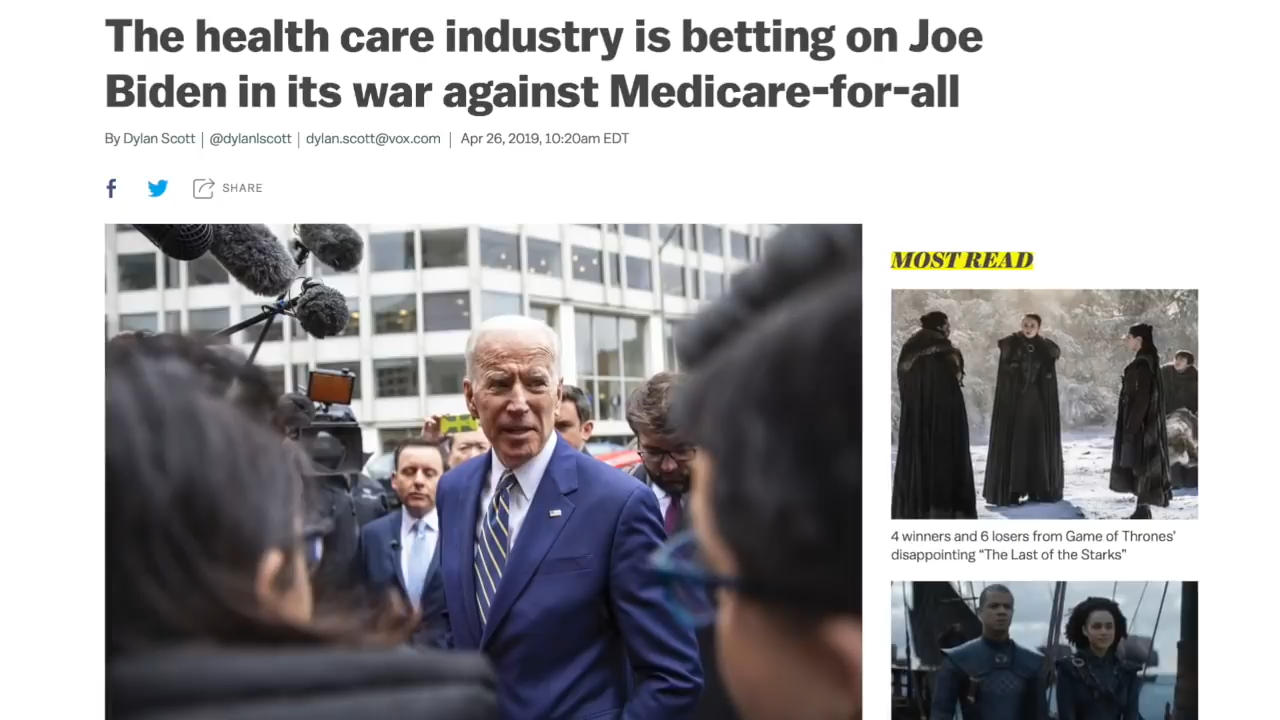 The health care industry is betting on Joe
Biden in its war against Medicare-for-all
By Dylan Scott | @dylanlscott | dylan.scott@vox.com | Apr 26, 2019, 10:20am EDT
SHARE
MOST READ
4 winners and 6 losers from Game of Thrones'
disappointing “The Last of the Starks”